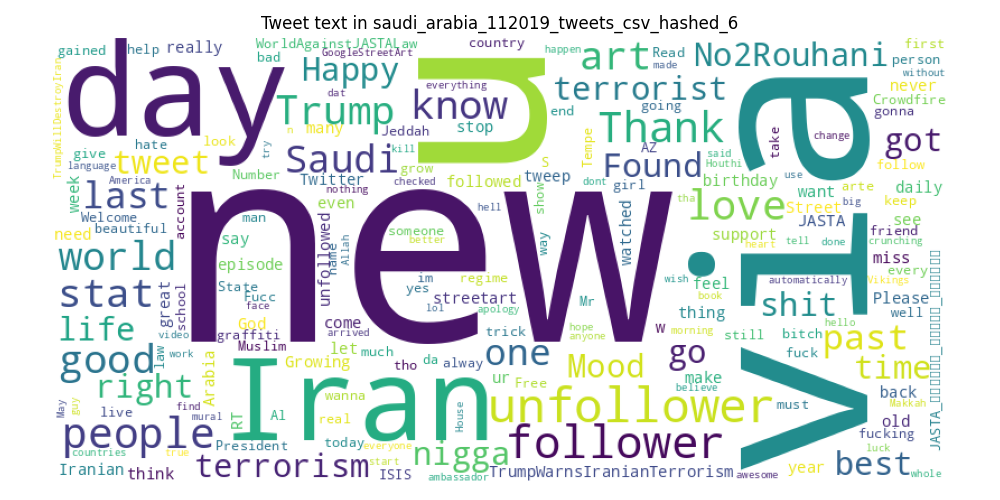 Tweet text in saudi_arabia_112019_tweets_csv_hashed_6
gained help really WorldAgainstJASTALaw GoogleStreetArt country happen art Read made No2Rouhani first person without
bad
TrumpWillDestroyIran
day Happy dat everything u terrorist end going never Crowdfire
Trump know stop Thank via take change gonna
hate look many Jeddah kill AZ said Houthi got
give language week tweet try n Saudi Twitter grow S Tempe Found use follow
America Number nothing checked followed tweep dont girl birthday want arte daily
last account even unfollowed name Allah new show Watched tha love Street big keep
Welcome beautiful man hell JASTA see
need say someone better way support heart tell done friend crunching
world episode im regime wish feel miss every
State yes book automatically Vikings
stat great school Fucc face God lol streetart apology Mr thing shit Please well
life video graffiti come arrived trick hope anyone w morning still bitch hello past
good law work Muslim let much da alway one Mood go fuck time
tho ur Free make believe back
right Arabia Growing wanna Iran unfollower must Makkah
May guy live find mural RT Al real House old
people President today everyone follower fucking luck
countries true start nigga
Iranian think terrorism ISIS ambassador TrumpWarnsIranianTerrorism awesome year best whole